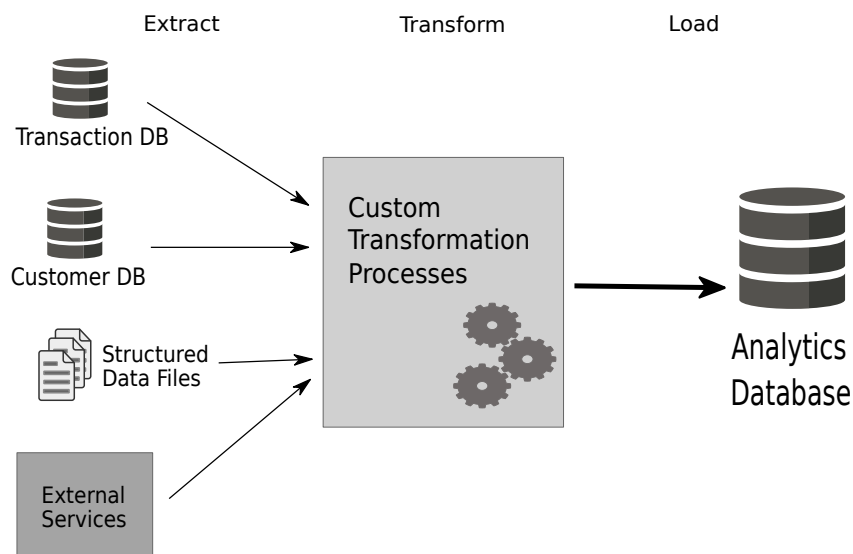 Extract
Transform
Load
Transaction DB
Customer DB
Structured
Data Files
External
Services
Custom
Transformation
Processes
Analytics
Database